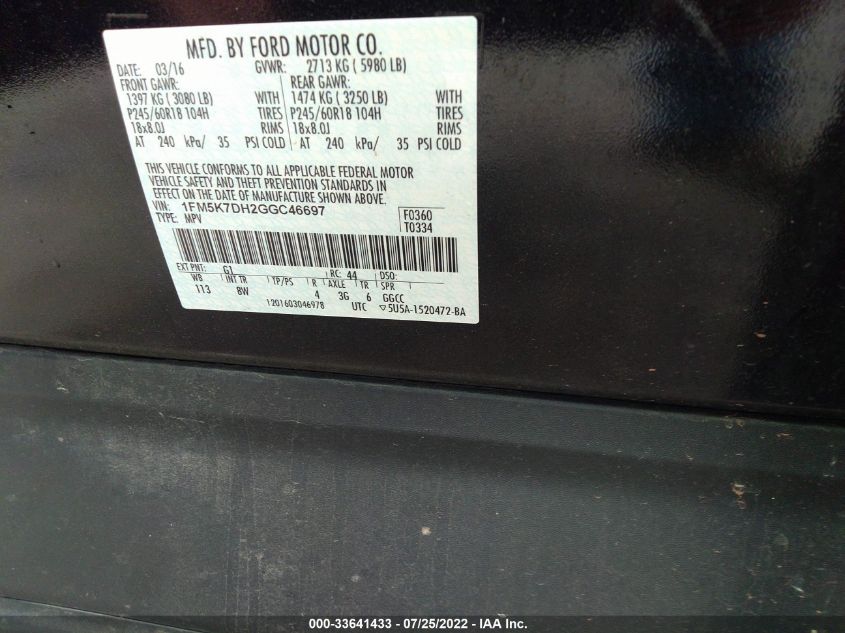 MFD. BY FORD MOTOR CO.
DATE: 03/16 GVWR: 2713 KG ( 5980 LB)
FRONT GAWR: REAR GAWR:
1397 KG ( 3080 LB) WITH 1474 KG ( 3250 LB) WITH
P245/60R18 104H TIRES P245/60R18 104H TIRES
18x8.0J RIMS 18x8.0J RIMS
AT 240 kPa/ 35 PSI COLD AT 240 kPa/ 35 PSI COLD
THIS VEHICLE CONFORMS TO ALL APPLICABLE FEDERAL MOTOR
VEHICLE SAFETY AND THEFT PREVENTION STANDARDS IN
EFFECT ON THE DATE OF MANUFACTURE SHOWN ABOVE.
VIN: 1FM5K7DH2GGC46697 F0360
TYPE: MPV T0334
EXT PNT: G1 RC: 44 DSO:
WB INT TR TP/PS R AXLE TR SPR
113 8W 4 3G 6 GGCC
1201603046978 UTC ▽5U5A-1520472-BA
000-33641433 - 07/25/2022 - IAA Inc.